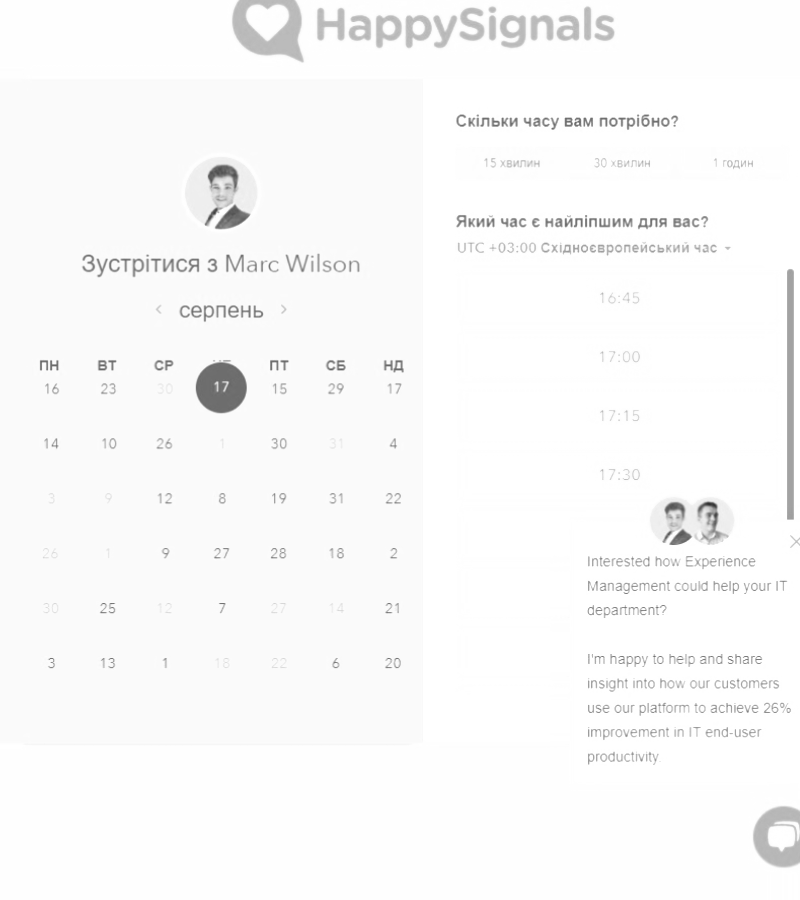 HappySignals
Зустрітися з Marc Wilson
серпень
ПН ВТ СР ПТ СБ НД
16 23 30 17 15 29 17
14 10 26 1 30 31 4
3 9 12 8 19 31 22
26 1 9 27 28 18 2
30 25 12 7 27 14 21
3 13 1 18 22 6 20
Скільки часу вам потрібно?
15 хвилин 30 хвилин 1 годин
Який час є найліпшим для вас?
UTC +03:00 Східноєвропейський час
16:45
17:00
17:15
17:30
Interested how Experience
Management could help your IT
department?
I'm happy to help and share
insight into how our customers
use our platform to achieve 26%
improvement in IT end-user
productivity